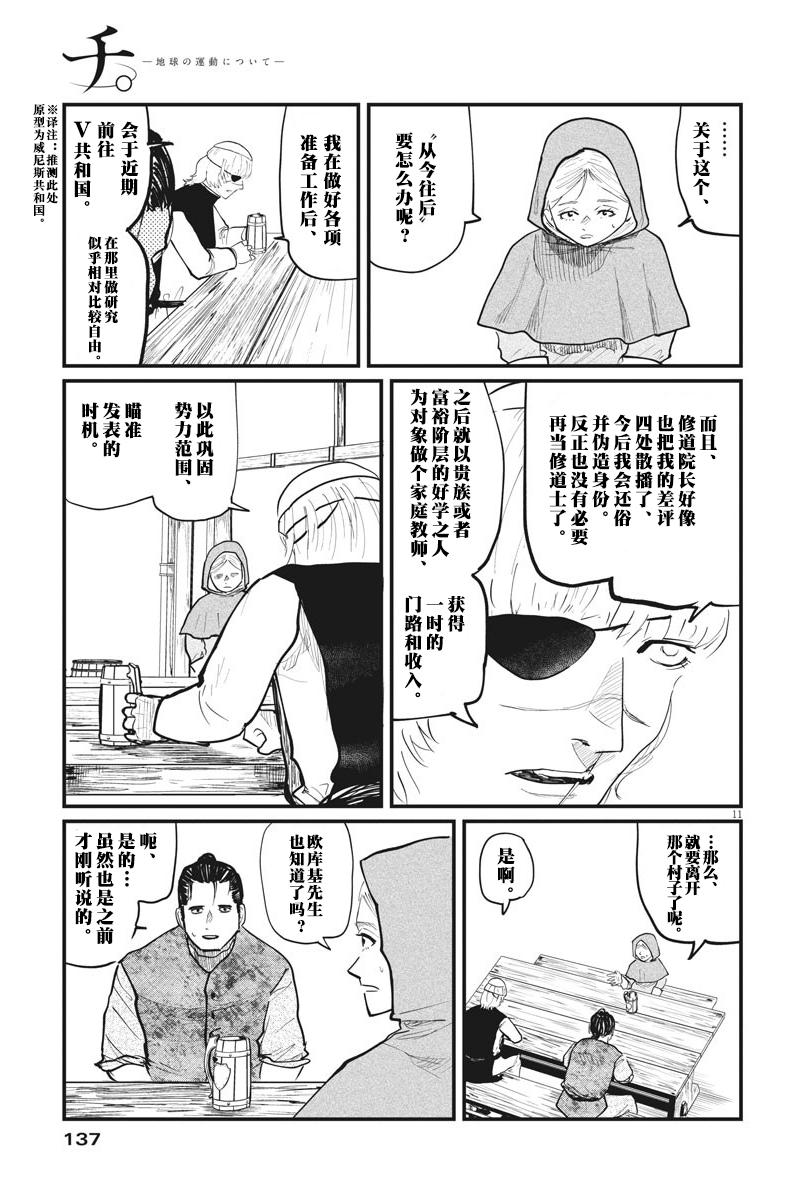 チ。
—地球の運動について—
※译注：推测此处
原型为威尼斯共和国。
……
关于这个、
“从今往后”
要怎么办呢？
我在做好各项
准备工作后、
会于近期
前往
V共和国。
在那里做研究
似乎相对比较自由。
而且、
修道院长好像
也把我的差评
四处散播了、
今后我会还俗
并伪造身份。
反正也没有必要
再当修道士了。
之后就以贵族或者
富裕阶层的好学之人
为对象做个家庭教师、
获得
一时的
门路和收入。
以此巩固
势力范围、
瞄准
发表的
时机。
11
…那么、
就要离开
那个村子了呢。
是啊。
欧库基先生
也知道了吗？
呃、
是的…
虽然也是之前
才刚听说的。
137